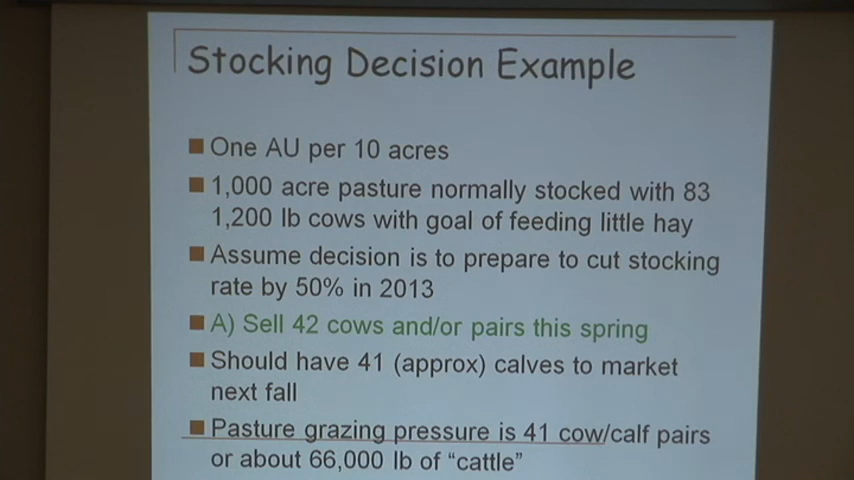 Stocking Decision Example
One AU per 10 acres
1,000 acre pasture normally stocked with 83
1,200 lb cows with goal of feeding little hay
Assume decision is to prepare to cut stocking
rate by 50% in 2013
A) Sell 42 cows and/or pairs this spring
Should have 41 (approx) calves to market
next fall
Pasture grazing pressure is 41 cow/calf pairs
or about 66,000 lb of “cattle”